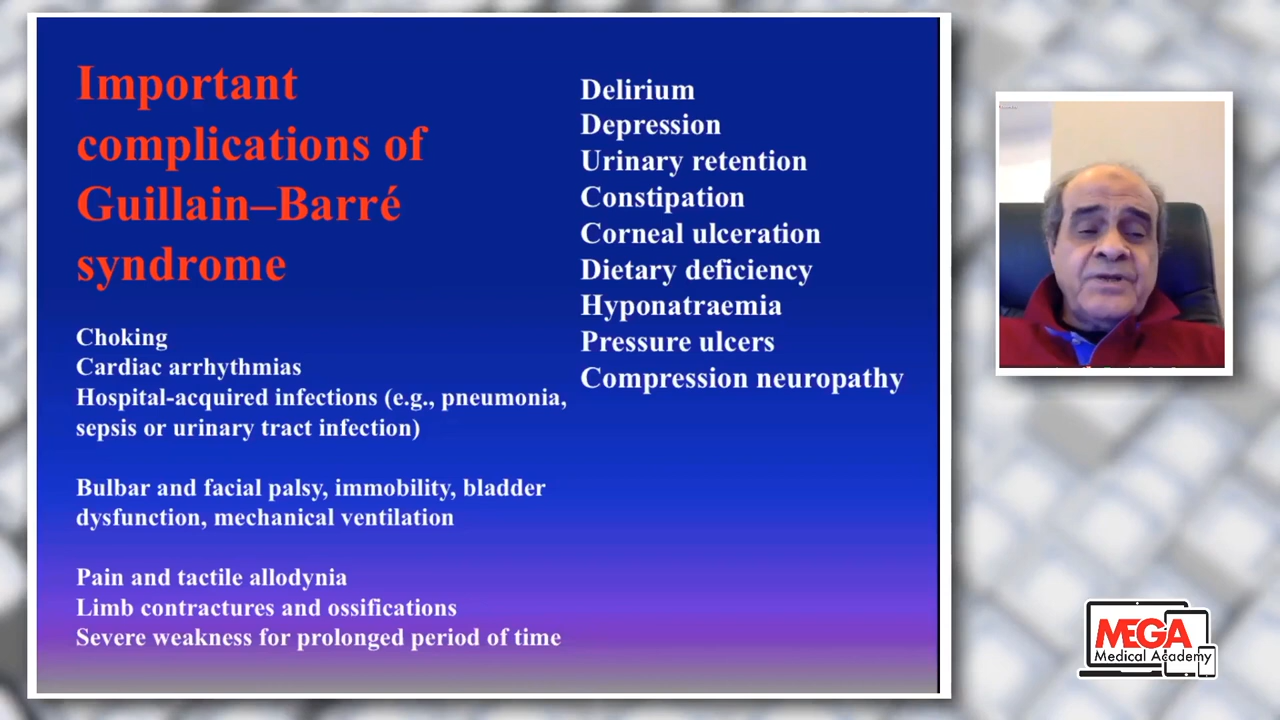 Important
complications of
Guillain–Barré
syndrome
Choking
Cardiac arrhythmias
Hospital-acquired infections (e.g., pneumonia,
sepsis or urinary tract infection)
Bulbar and facial palsy, immobility, bladder
dysfunction, mechanical ventilation
Pain and tactile allodynia
Limb contractures and ossifications
Severe weakness for prolonged period of time
Delirium
Depression
Urinary retention
Constipation
Corneal ulceration
Dietary deficiency
Hyponatraemia
Pressure ulcers
Compression neuropathy
MEGA
Medical Academy